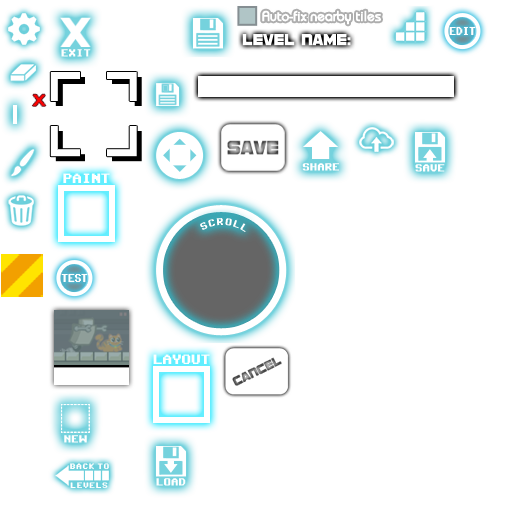 Auto-fix nearby tiles
LEVEL NAME:
EDIT
EXIT
SAVE
SHARE
SAVE
PAINT
SCROLL
TEST
LAYOUT
CANCEL
NEW
BACK TO
LEVELS
LOAD